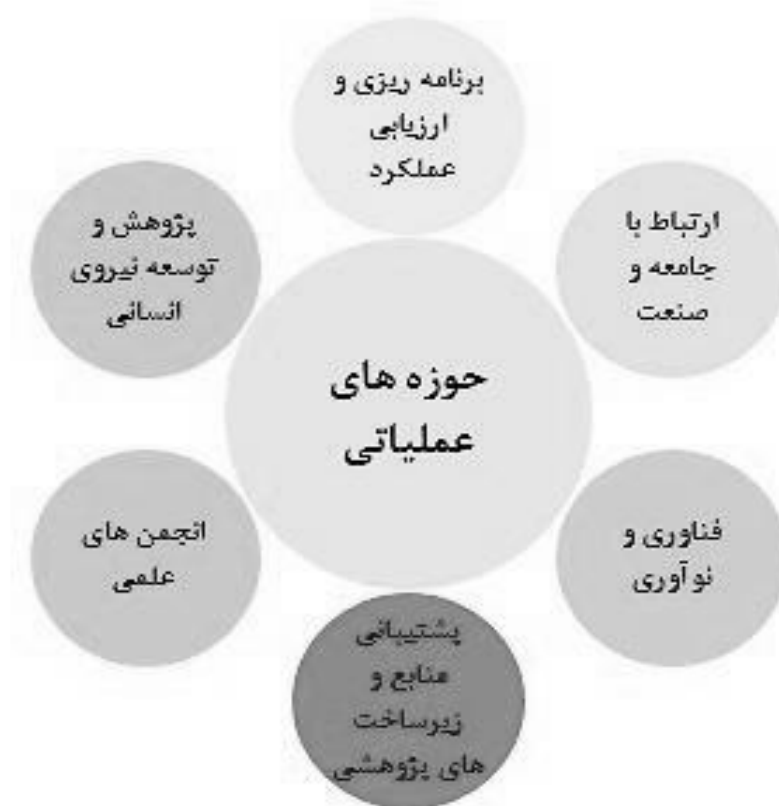 برنامه ریزی و
ارزیابی
عملکرد
ارتباط با
جامعه و
صنعت
پژوهش و
توسعه نیروی
انسانی
حوزه های
عملیاتی
فناوری و
نوآوری
انجمن های
علمی
پشتیبانی
منابع و
زیرساخت
های پژوهشی